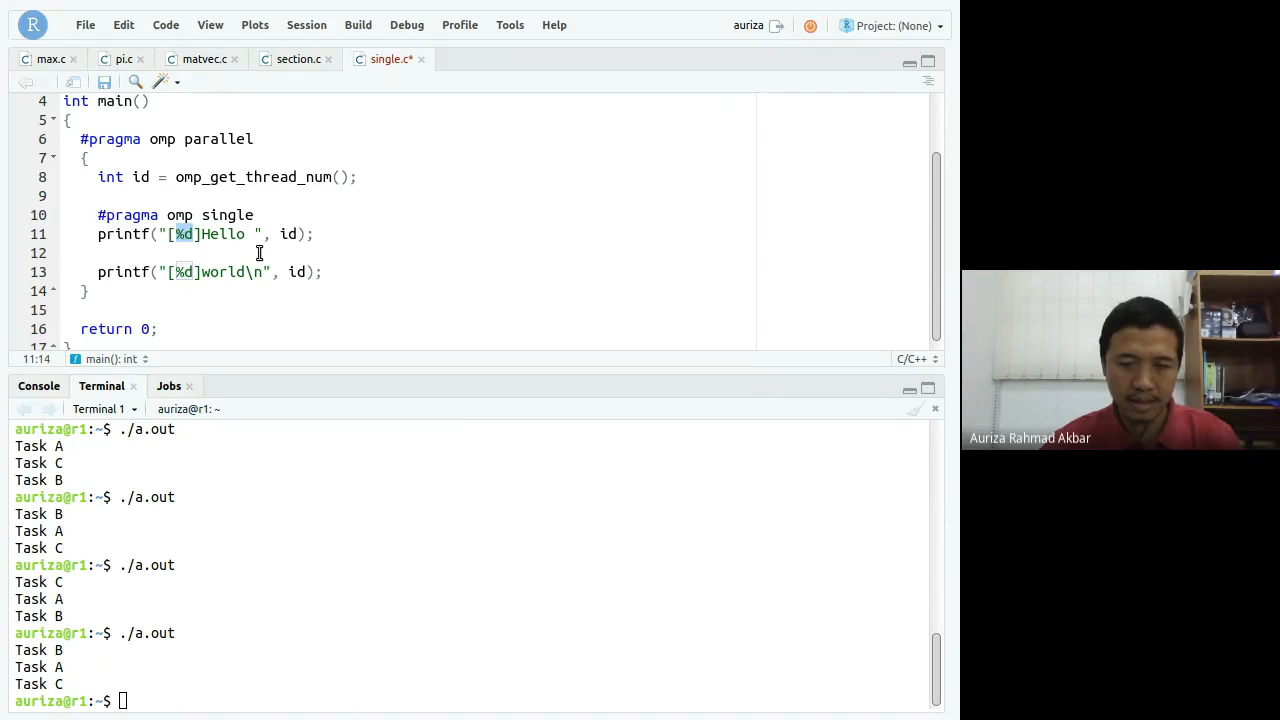 R File Edit Code View Plots Session Build Debug Profile Tools Help auriza Project: (None)
max.c pi.c matvec.c section.c single.c*
4 int main()
5 {
6 #pragma omp parallel
7 {
8 int id = omp_get_thread_num();
9
10 #pragma omp single
11 printf("[%d]Hello ", id);
12
13 printf("[%d]world\n", id);
14 }
15
16 return 0;
17 }
11:14 main(): int C/C++
Console Terminal Jobs
Terminal 1 auriza@r1: ~
auriza@r1:~$ ./a.out
Task A
Task C
Task B
auriza@r1:~$ ./a.out
Task B
Task A
Task C
auriza@r1:~$ ./a.out
Task C
Task A
Task B
auriza@r1:~$ ./a.out
Task B
Task A
Task C
auriza@r1:~$
Auriza Rahmad Akbar